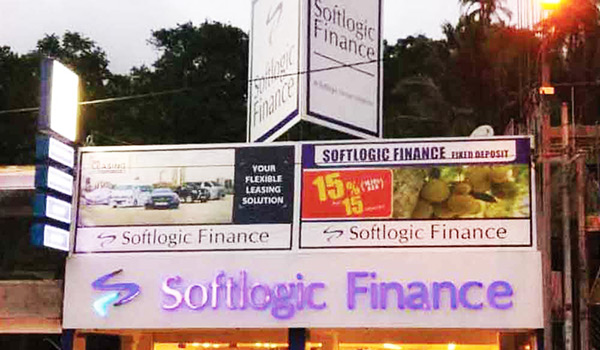 Softlogic
Finance
Softlogic
Finance
LEASING
YOUR
FLEXIBLE
LEASING
SOLUTION
Softlogic Finance
SOFTLOGIC FINANCE FIXED DEPOSIT
15%
15
Softlogic Finance
Softlogic Finance